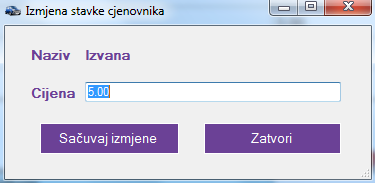 Izmjena stavke cjenovnika
Naziv Izvana
Cijena 5.00
Sačuvaj izmjene Zatvori